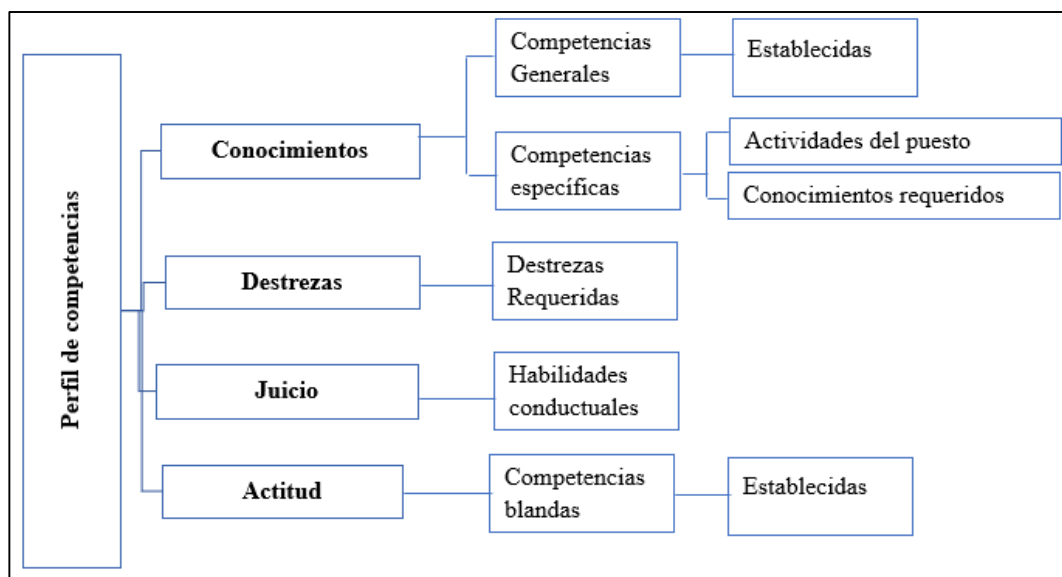 Perfil de competencias
Conocimientos
Competencias
Generales
Establecidas
Competencias
específicas
Actividades del puesto
Conocimientos requeridos
Destrezas
Destrezas
Requeridas
Juicio
Habilidades
conductuales
Actitud
Competencias
blandas
Establecidas